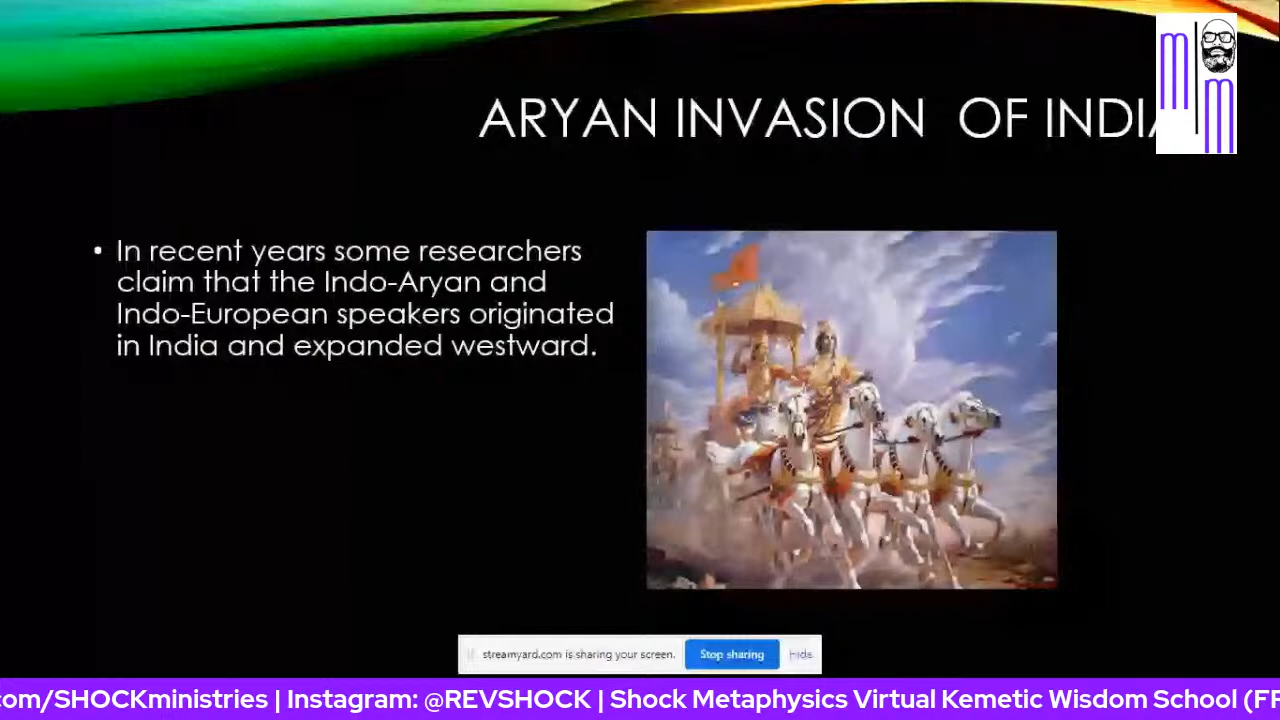 ARYAN INVASION OF INDIA
m
m
• In recent years some researchers
claim that the Indo-Aryan and
Indo-European speakers originated
in India and expanded westward.
streamyard.com is sharing your screen. Stop sharing Hide
com/SHOCKministries | Instagram: @REVSHOCK | Shock Metaphysics Virtual Kemetic Wisdom School (FR